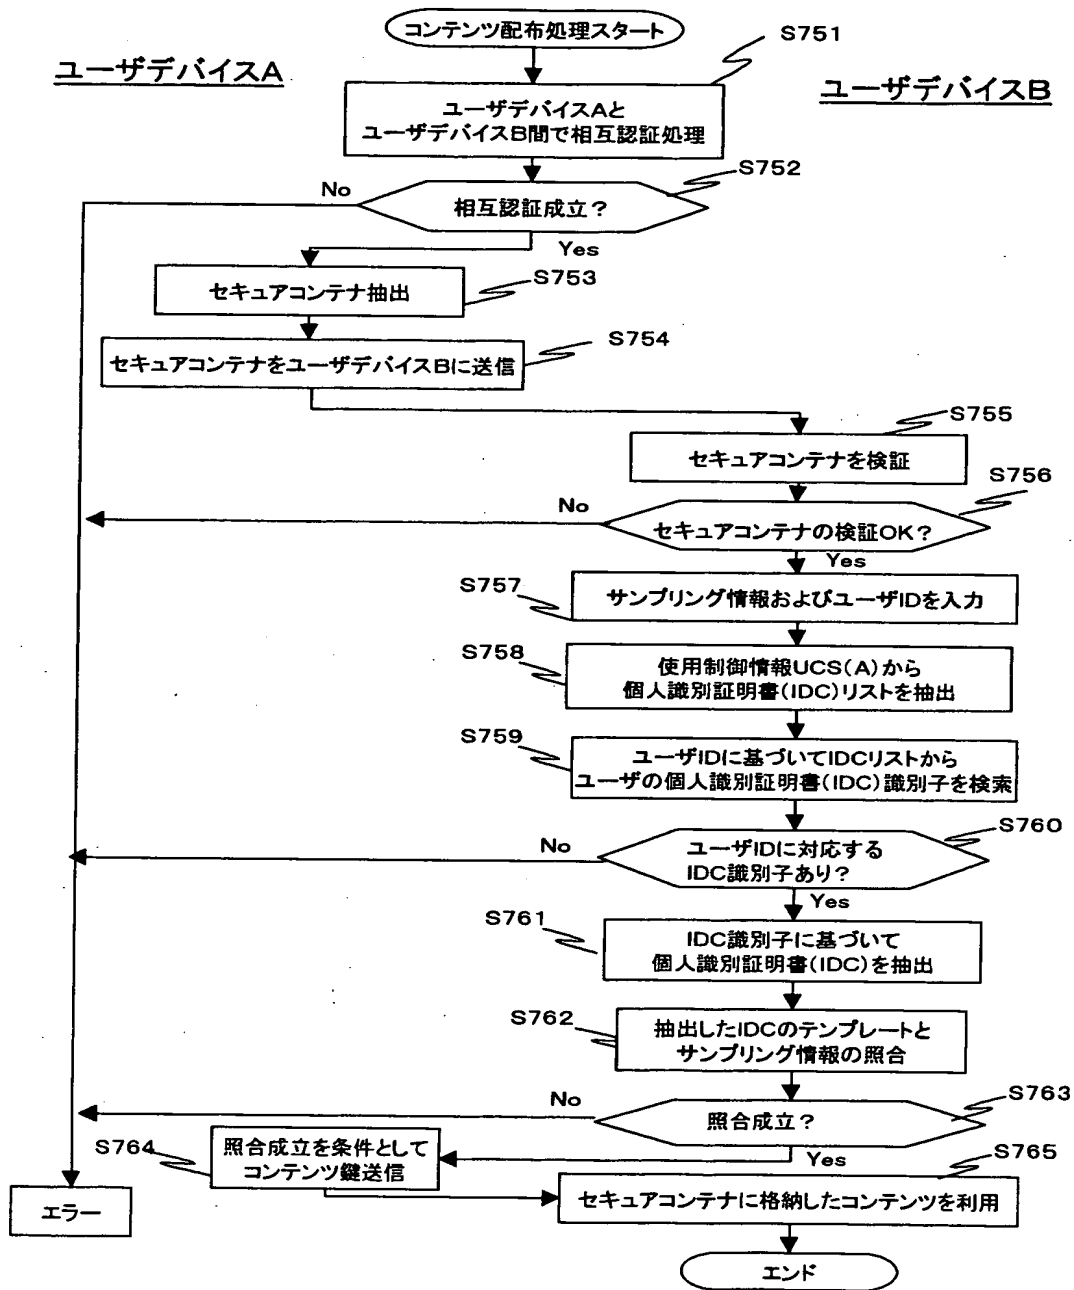 コンテンツ配布処理スタート
S751
ユーザデバイスA
ユーザデバイスB
ユーザデバイスAと
ユーザデバイスB間で相互認証処理
S752
No
相互認証成立？
Yes
セキュアコンテナ抽出
S753
セキュアコンテナをユーザデバイスBに送信
S754
S755
セキュアコンテナを検証
S756
No
セキュアコンテナの検証OK？
Yes
S757
サンプリング情報およびユーザIDを入力
S758
使用制御情報UCS(A)から
個人識別証明書(IDC)リストを抽出
S759
ユーザIDに基づいてIDCリストから
ユーザの個人識別証明書(IDC)識別子を検索
S760
No
ユーザIDに対応する
IDC識別子あり？
Yes
S761
IDC識別子に基づいて
個人識別証明書(IDC)を抽出
S762
抽出したIDCのテンプレートと
サンプリング情報の照合
S763
No
照合成立？
Yes
S764
照合成立を条件として
コンテンツ鍵送信
S765
セキュアコンテナに格納したコンテンツを利用
エラー
エンド